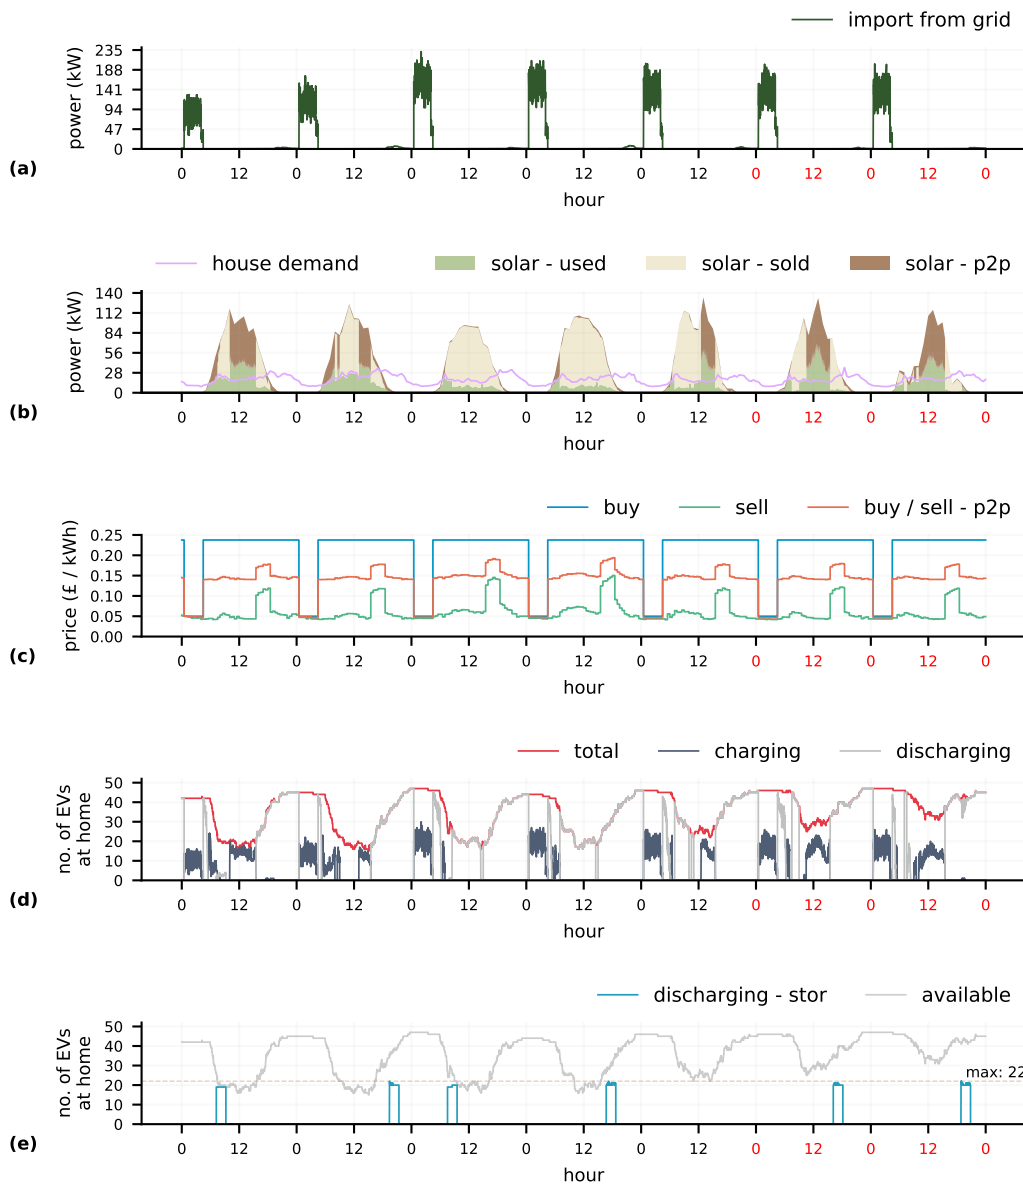 import from grid
power (kW)
235
188
141
94
47
0
(a)
0 12 0 12 0 12 0 12 0 12 0 12 0 12 0
hour
house demand solar - used solar - sold solar - p2p
power (kW)
140
112
84
56
28
0
(b)
0 12 0 12 0 12 0 12 0 12 0 12 0 12 0
hour
buy sell buy / sell - p2p
price (£ / kWh)
0.25
0.20
0.15
0.10
0.05
0.00
(c)
0 12 0 12 0 12 0 12 0 12 0 12 0 12 0
hour
total charging discharging
no. of EVs
at home
50
40
30
20
10
0
(d)
0 12 0 12 0 12 0 12 0 12 0 12 0 12 0
hour
discharging - stor available
no. of EVs
at home
50
40
30
20
10
0
max: 22
(e)
0 12 0 12 0 12 0 12 0 12 0 12 0 12 0
hour